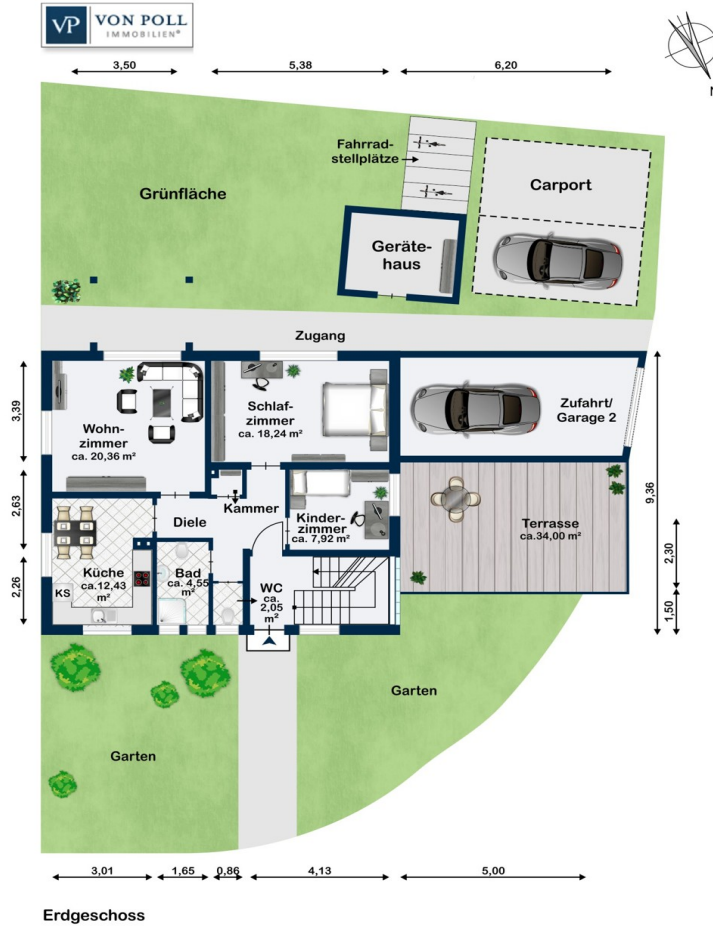 VP VON POLL
IMMOBILIEN®
3,50
5,38
6,20
N
Fahrrad-
stellplätze
Grünfläche
Carport
Geräte-
haus
Zugang
3,39
Wohn-
zimmer
ca. 20,36 m²
Schlaf-
zimmer
ca. 18,24 m²
Zufahrt/
Garage 2
9,36
2,63
Diele
Kammer
Kinder-
zimmer
ca. 7,92 m²
Terrasse
ca.34,00 m²
2,30
2,26
Küche
ca.12,43
m²
KS
Bad
ca. 4,55
m²
WC
ca.
2,05
m²
1,50
Garten
Garten
3,01
1,65
0,86
4,13
5,00
Erdgeschoss